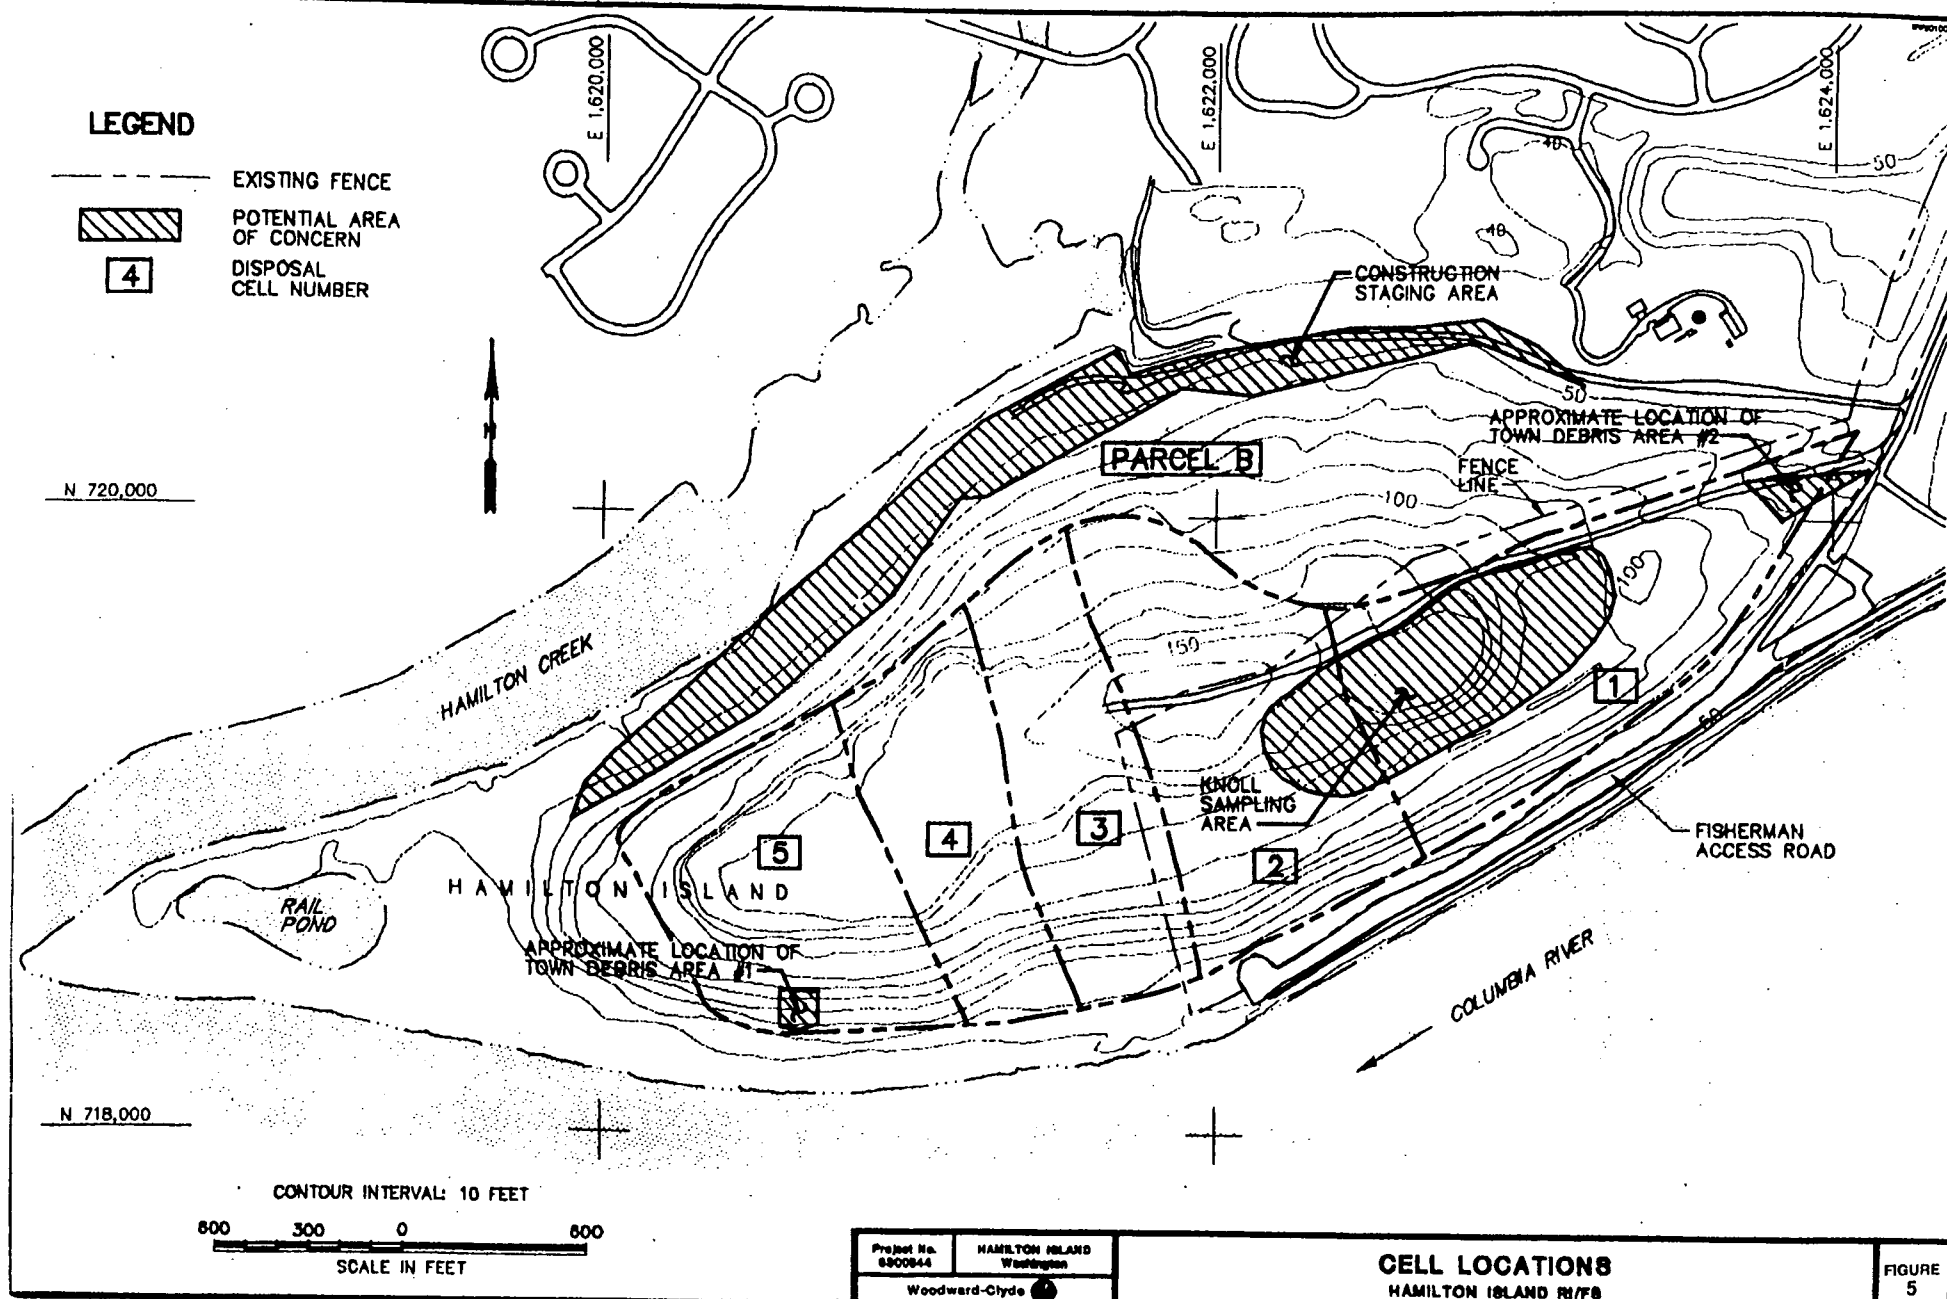 E 1,620,000
E 1,622,000
E 1,624,000
LEGEND
EXISTING FENCE
POTENTIAL AREA
OF CONCERN
4
DISPOSAL
CELL NUMBER
40
50
40
CONSTRUCTION
STAGING AREA
50
APPROXIMATE LOCATION OF
TOWN DEBRIS AREA #2
N
PARCEL B
FENCE
LINE
N 720,000
100
100
HAMILTON CREEK
150
1
50
KNOLL
SAMPLING
AREA
5
4
3
2
FISHERMAN
ACCESS ROAD
HAMILTON ISLAND
RAIL
POND
APPROXIMATE LOCATION OF
TOWN DEBRIS AREA #1
COLUMBIA RIVER
N 718,000
CONTOUR INTERVAL: 10 FEET
600 300 0 600
SCALE IN FEET
Project No.
HAMILTON ISLAND
Washington
Woodward-Clyde
CELL LOCATIONS
HAMILTON ISLAND RI/FS
FIGURE
5